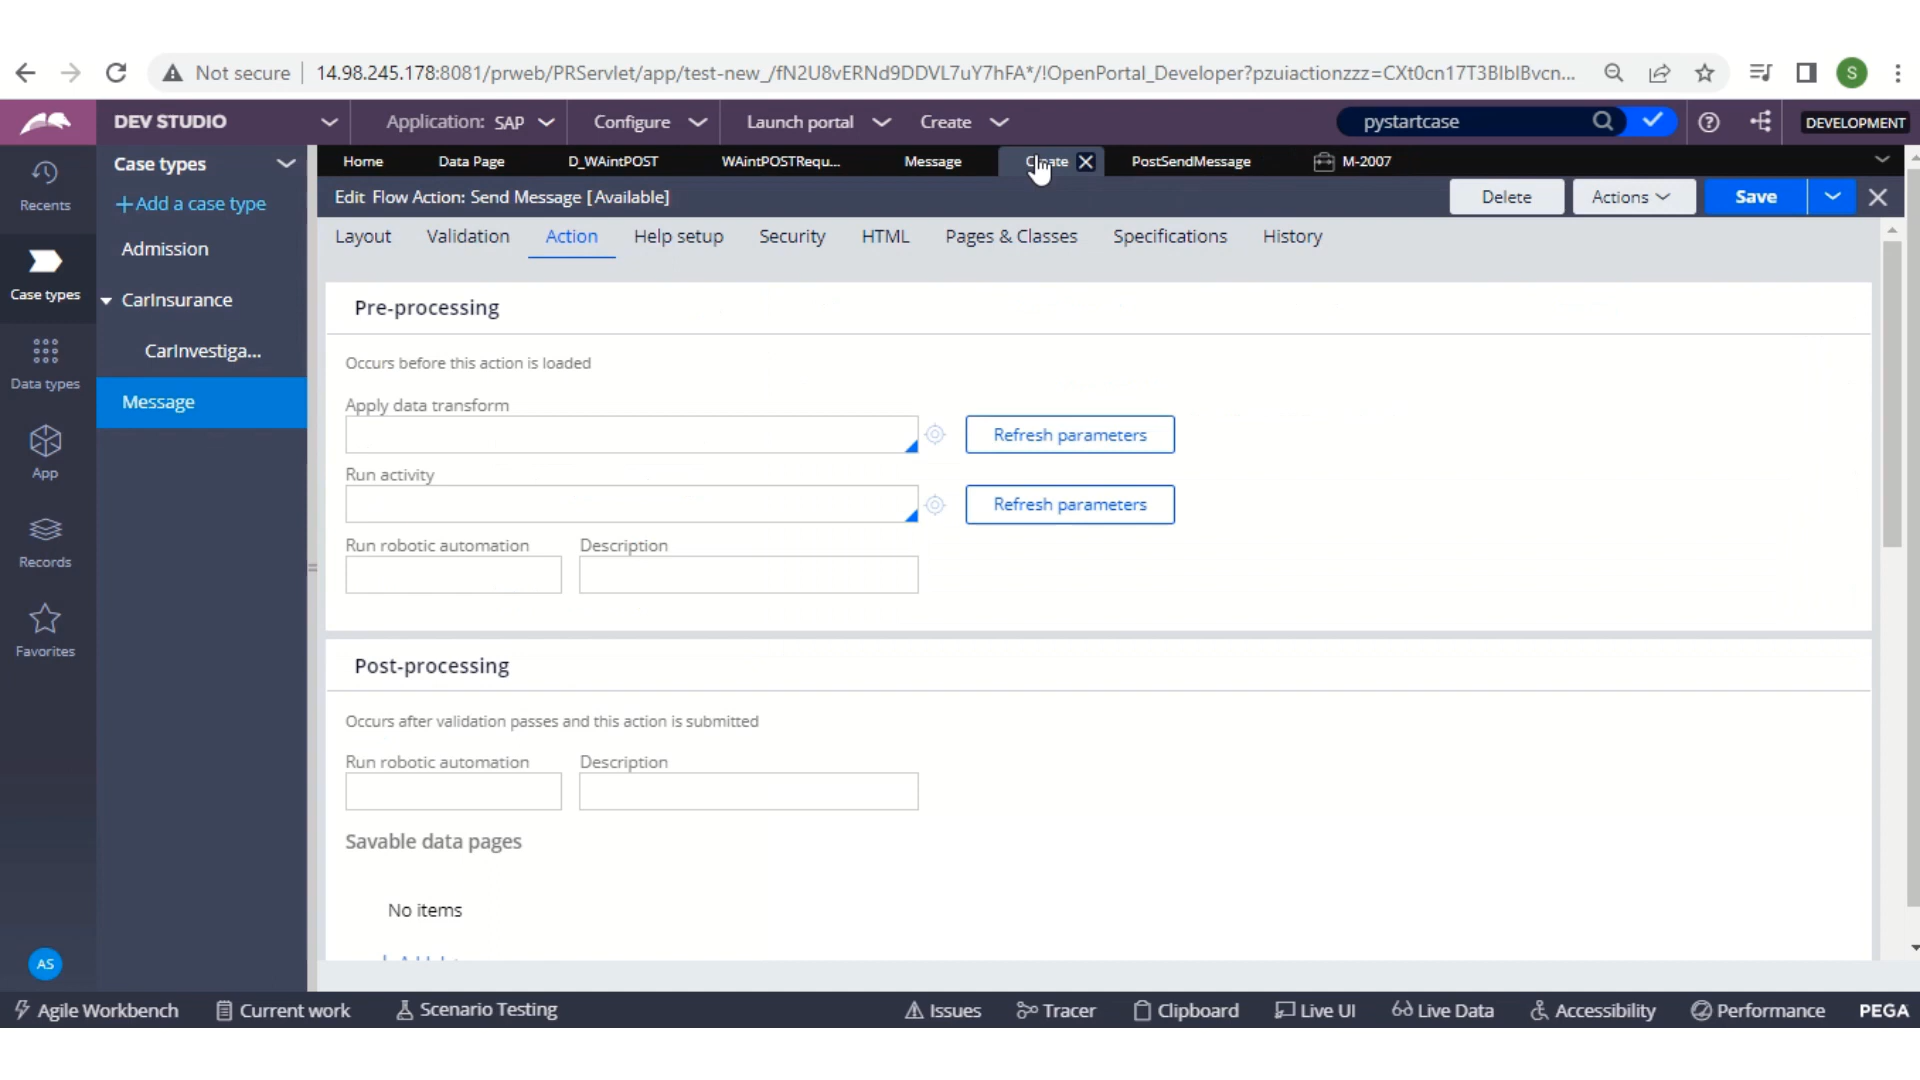 Not secure
14.98.245.178:8081/prweb/PRServlet/app/test-new_/fN2U8vERNd9DDVL7uY7hFA*/!OpenPortal_Developer?pzuiactionzzz=CXt0cn17T3BIblBvcn...
S
DEV STUDIO
Application: SAP
Configure
Launch portal
Create
pystartcase
DEVELOPMENT
Recents
Case types
Data types
App
Records
Favorites
AS
Case types
+Add a case type
Admission
CarInsurance
CarInvestiga...
Message
Home
Data Page
D_WAintPOST
WAintPOSTRequ...
Message
Create
PostSendMessage
M-2007
Edit Flow Action: Send Message [Available]
Delete
Actions
Save
Layout
Validation
Action
Help setup
Security
HTML
Pages & Classes
Specifications
History
Pre-processing
Occurs before this action is loaded
Apply data transform
Refresh parameters
Run activity
Refresh parameters
Run robotic automation
Description
Post-processing
Occurs after validation passes and this action is submitted
Run robotic automation
Description
Savable data pages
No items
Agile Workbench
Current work
Scenario Testing
Issues
Tracer
Clipboard
Live UI
Live Data
Accessibility
Performance
PEGA